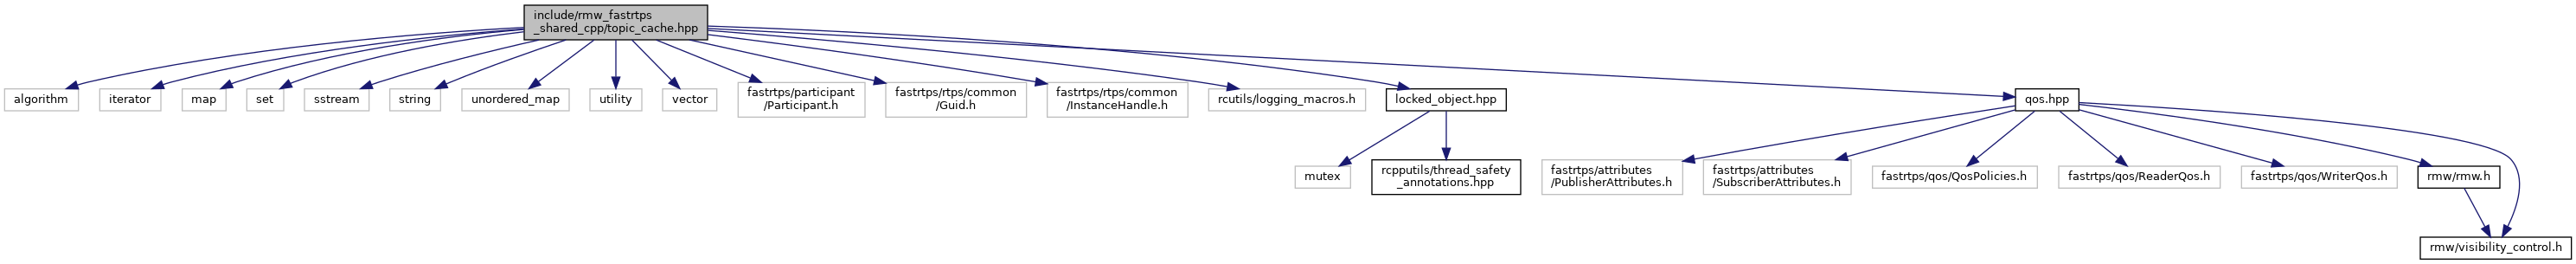 include/rmw_fastrtps
_shared_cpp/topic_cache.hpp
algorithm
iterator
map
set
sstream
string
unordered_map
utility
vector
fastrtps/participant
/Participant.h
fastrtps/rtps/common
/Guid.h
fastrtps/rtps/common
/InstanceHandle.h
rcutils/logging_macros.h
locked_object.hpp
qos.hpp
mutex
rcpputils/thread_safety
_annotations.hpp
fastrtps/attributes
/PublisherAttributes.h
fastrtps/attributes
/SubscriberAttributes.h
fastrtps/qos/QosPolicies.h
fastrtps/qos/ReaderQos.h
fastrtps/qos/WriterQos.h
rmw/rmw.h
rmw/visibility_control.h